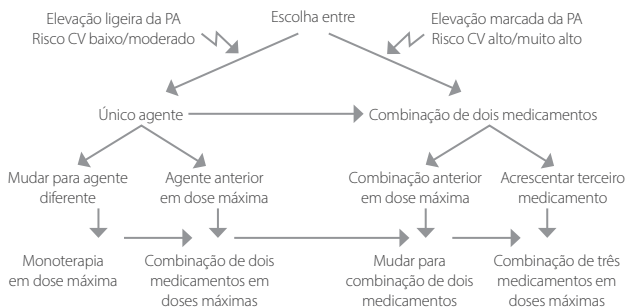 Elevação ligeira da PA
Risco CV baixo/moderado
Escolha entre
Elevação marcada da PA
Risco CV alto/muito alto
Único agente
Combinação de dois medicamentos
Mudar para agente
diferente
Agente anterior
em dose máxima
Combinação anterior
em dose máxima
Acrescentar terceiro
medicamento
Monoterapia
em dose máxima
Combinação de dois
medicamentos em
doses máximas
Mudar para
combinação de dois
medicamentos
Combinação de três
medicamentos em
doses máximas